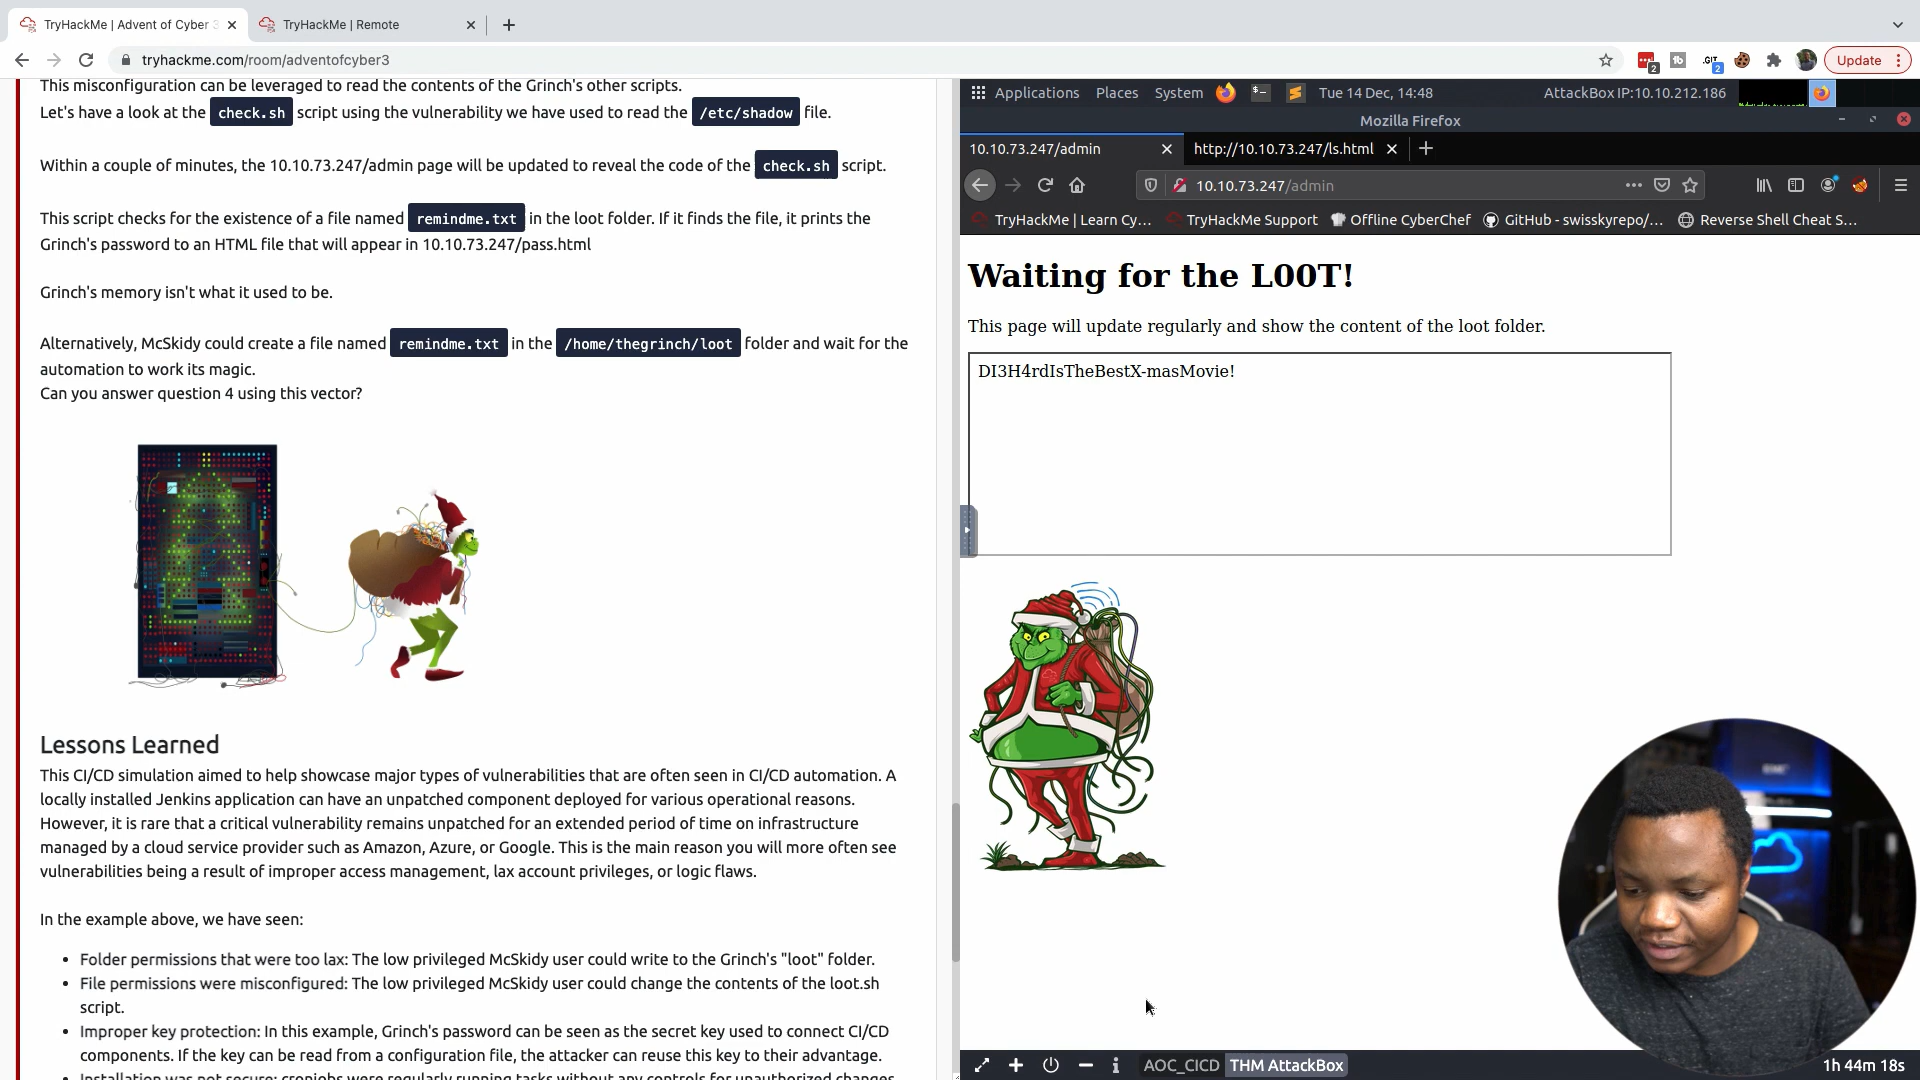 TryHackMe | Advent of Cyber 3
TryHackMe | Remote
tryhackme.com/room/adventofcyber3
Update
2
2
This misconfiguration can be leveraged to read the contents of the Grinch's other scripts.
Let's have a look at the check.sh script using the vulnerability we have used to read the /etc/shadow file.
Within a couple of minutes, the 10.10.73.247/admin page will be updated to reveal the code of the check.sh script.
This script checks for the existence of a file named remindme.txt in the loot folder. If it finds the file, it prints the
Grinch's password to an HTML file that will appear in 10.10.73.247/pass.html
Grinch's memory isn't what it used to be.
Alternatively, McSkidy could create a file named remindme.txt in the /home/thegrinch/loot folder and wait for the
automation to work its magic.
Can you answer question 4 using this vector?
Lessons Learned
This CI/CD simulation aimed to help showcase major types of vulnerabilities that are often seen in CI/CD automation. A
locally installed Jenkins application can have an unpatched component deployed for various operational reasons.
However, it is rare that a critical vulnerability remains unpatched for an extended period of time on infrastructure
managed by a cloud service provider such as Amazon, Azure, or Google. This is the main reason you will more often see
vulnerabilities being a result of improper access management, lax account privileges, or logic flaws.
In the example above, we have seen:
• Folder permissions that were too lax: The low privileged McSkidy user could write to the Grinch's "loot" folder.
• File permissions were misconfigured: The low privileged McSkidy user could change the contents of the loot.sh
script.
• Improper key protection: In this example, Grinch's password can be seen as the secret key used to connect CI/CD
components. If the key can be read from a configuration file, the attacker can reuse this key to their advantage.
• Installation was not secure: cronjobs were regularly running tasks without any controls for unauthorized changes
Applications Places System Tue 14 Dec, 14:48 AttackBox IP:10.10.212.186
Mozilla Firefox
10.10.73.247/admin
http://10.10.73.247/ls.html
10.10.73.247/admin
TryHackMe | Learn Cy... TryHackMe Support Offline CyberChef GitHub - swisskyrepo/... Reverse Shell Cheat S...
Waiting for the L00T!
This page will update regularly and show the content of the loot folder.
DI3H4rdIsTheBestX-masMovie!
AOC_CICD THM AttackBox 1h 44m 18s